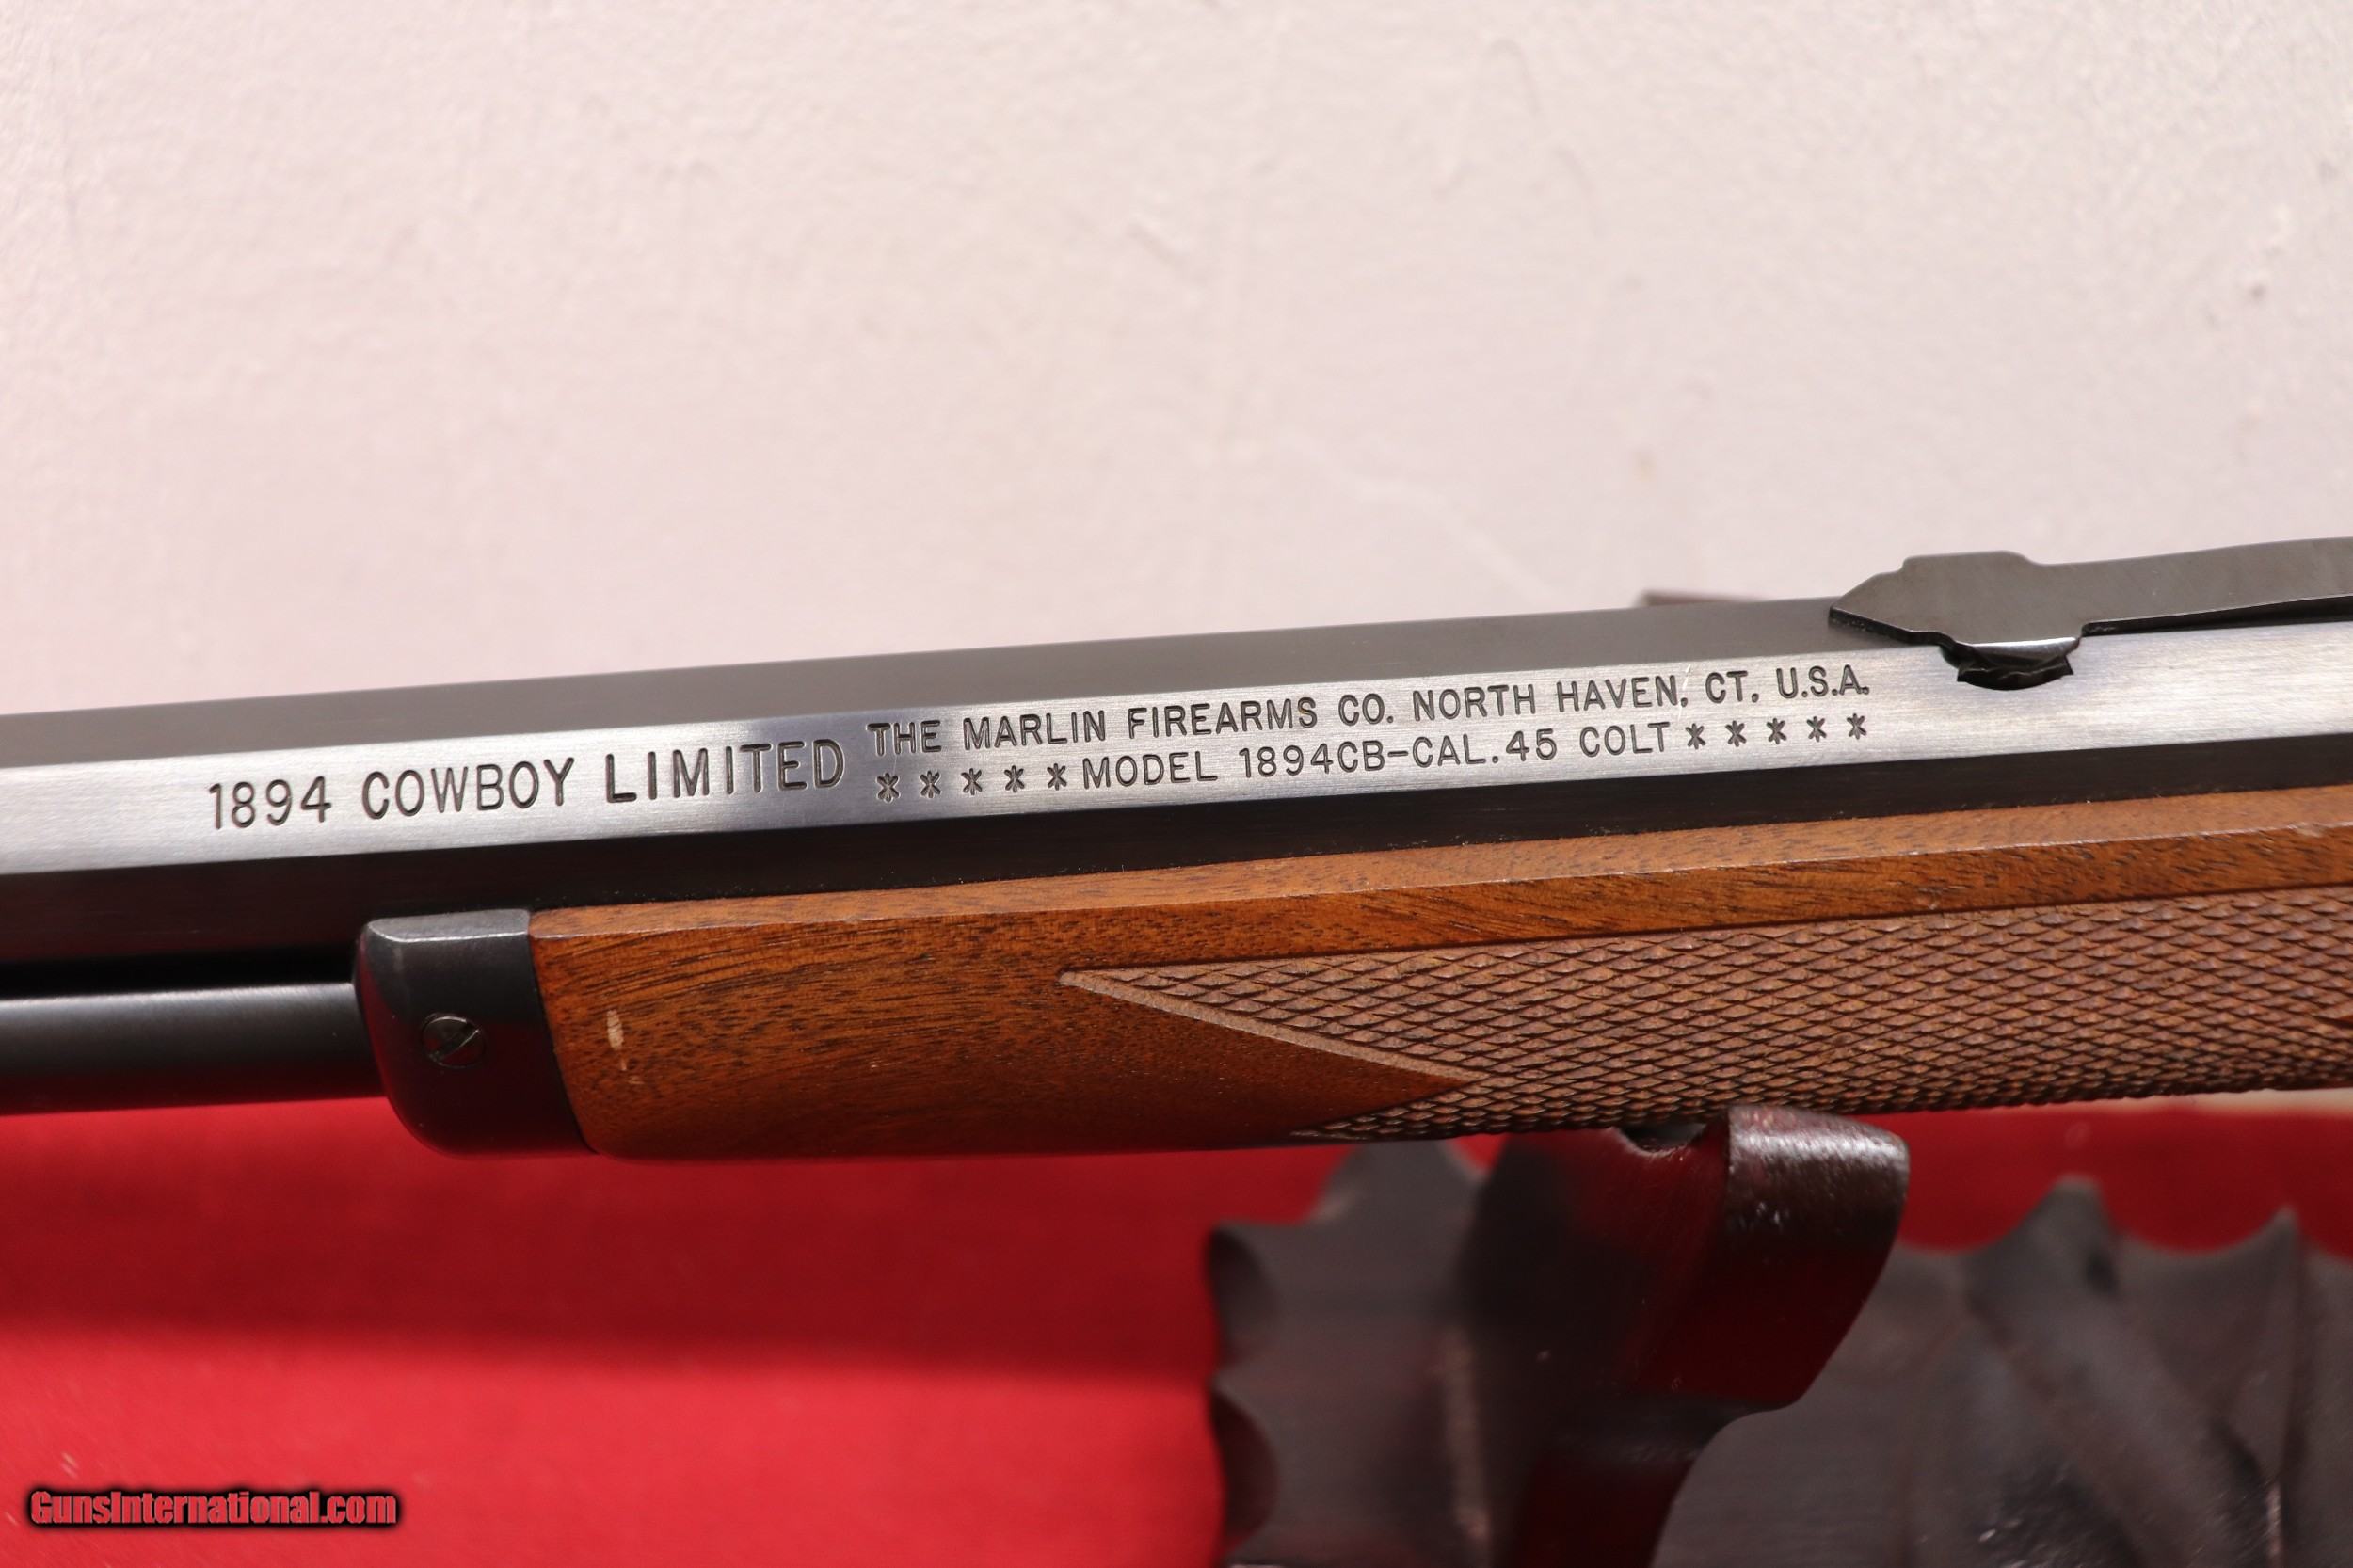 1894 COWBOY LIMITED
THE MARLIN FIREARMS CO. NORTH HAVEN, CT. U.S.A.
*****MODEL 1894CB-CAL.45 COLT*****
GunsInternational.com